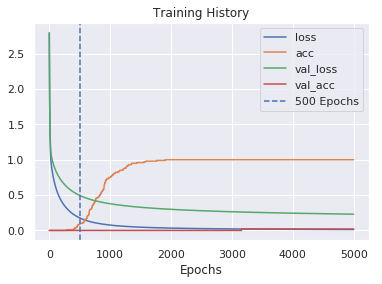 Training History
loss
acc
val_loss
val_acc
500 Epochs
2.5
2.0
1.5
1.0
0.5
0.0
0 1000 2000 3000 4000 5000
Epochs